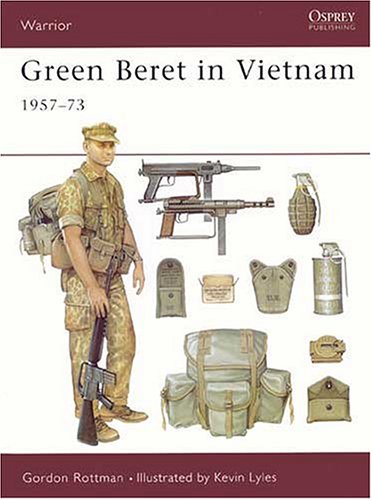 Warrior
OSPREY
PUBLISHING
Green Beret in Vietnam
1957–73
U.S.
Gordon Rottman • Illustrated by Kevin Lyles